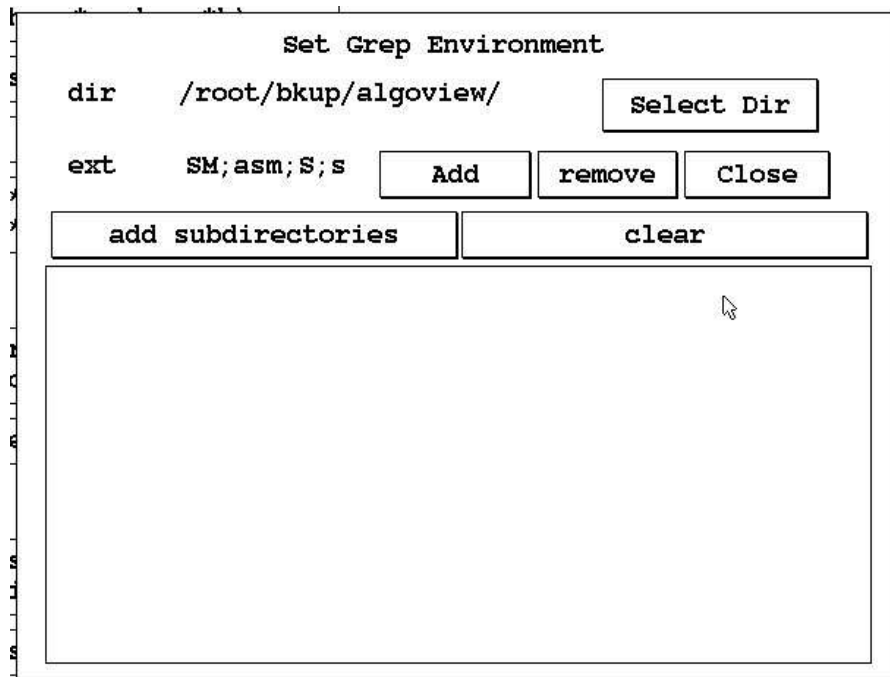 Set Grep Environment
dir /root/bkup/algoview/ Select Dir
ext SM;asm;S;s Add remove Close
add subdirectories clear